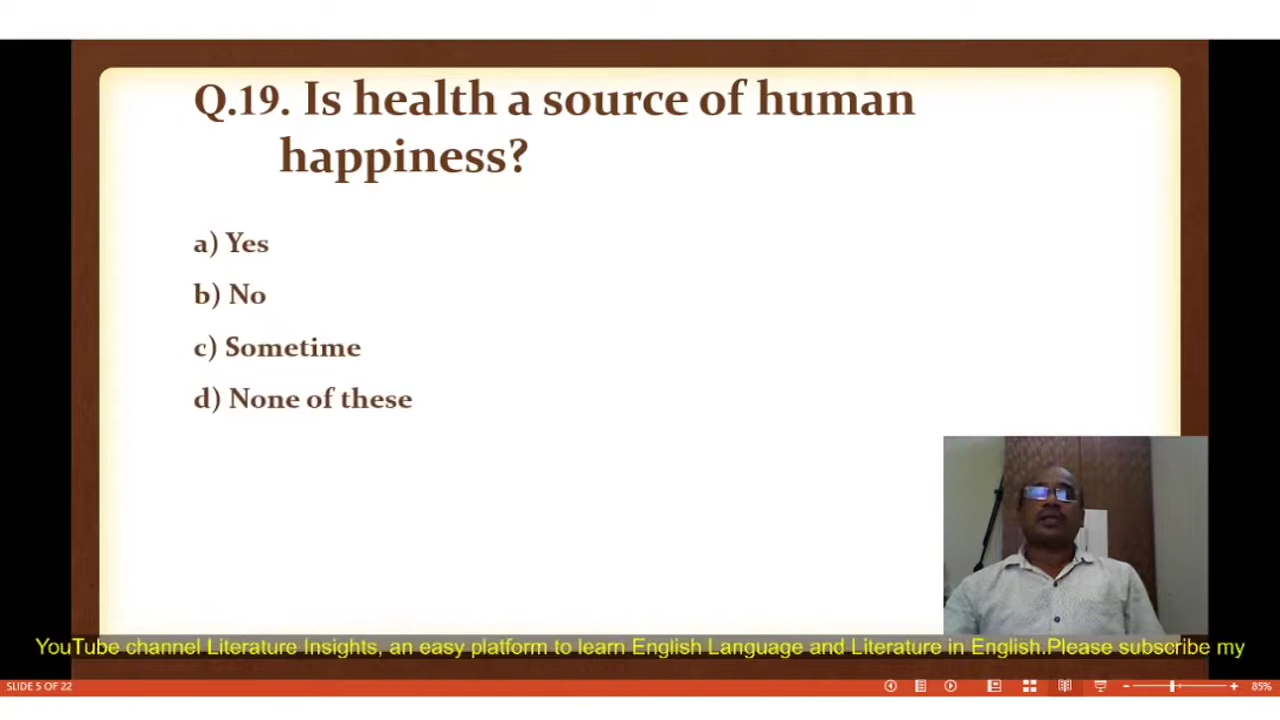 Q.19. Is health a source of human
happiness?
a) Yes
b) No
c) Sometime
d) None of these
YouTube channel Literature Insights, an easy platform to learn English Language and Literature in English.Please subscribe my
SLIDE 5 OF 22
85%